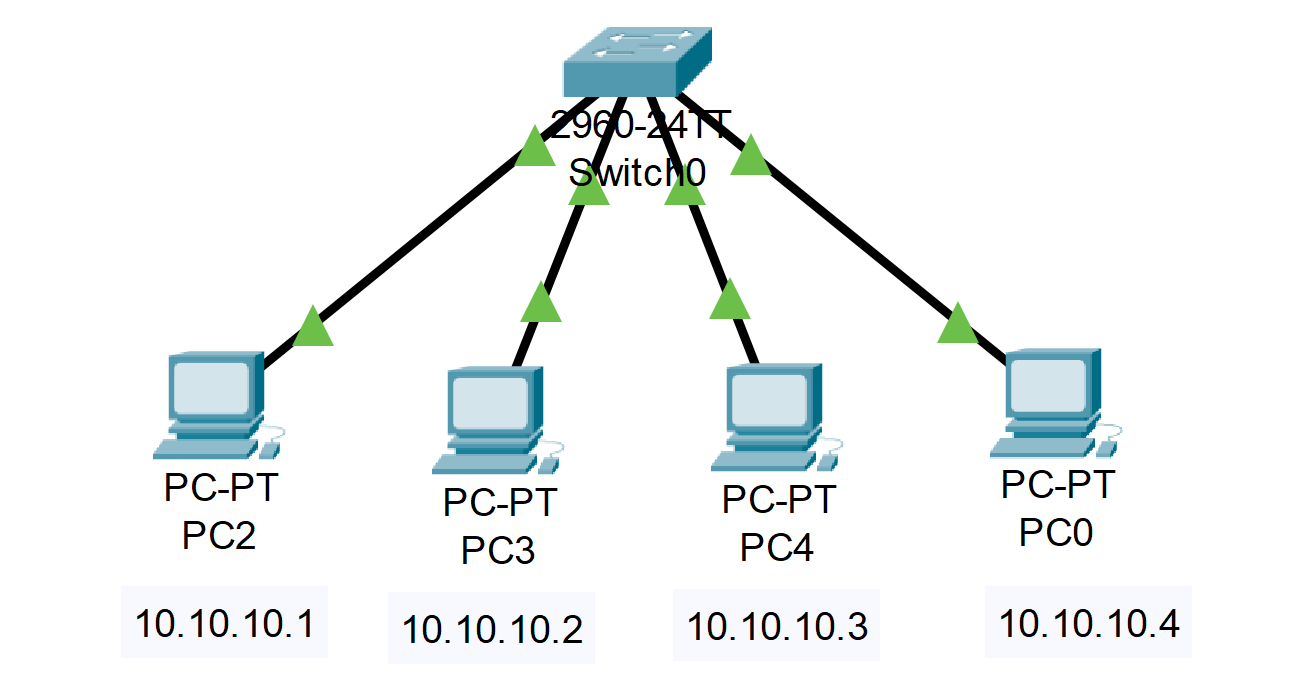 2960-24TT
Switch0
PC-PT
PC2
PC-PT
PC3
PC-PT
PC4
PC-PT
PC0
10.10.10.1
10.10.10.2
10.10.10.3
10.10.10.4